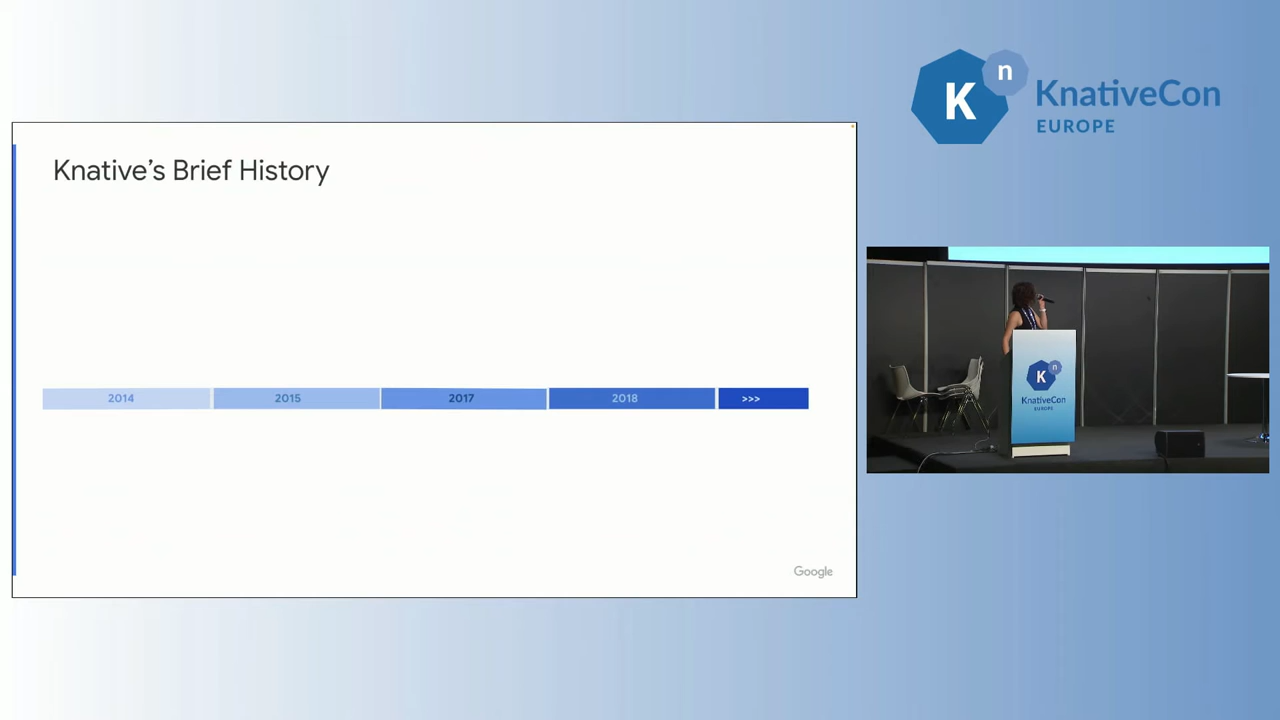 K n KnativeCon
EUROPE
Knative's Brief History
2014 2015 2017 2018 >>>
Google
K n
KnativeCon
EUROPE